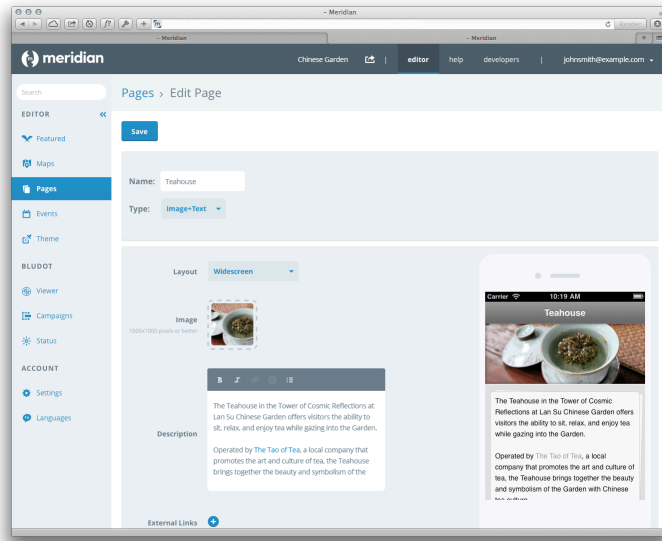 – Meridian
f?
Reader
– Meridian
– Meridian
meridian
Chinese Garden
|
editor
help
developers
|
johnsmith@example.com
Search
Pages › Edit Page
EDITOR
«
Save
Featured
Maps
Name:
Teahouse
Pages
Type:
Image+Text
Events
Theme
BLUDOT
Viewer
Campaigns
Status
ACCOUNT
Settings
Languages
Layout
Widescreen
Image
1000x1000 pixels or better
B I
Description
The Teahouse in the Tower of Cosmic Reflections at
Lan Su Chinese Garden offers visitors the ability to
sit, relax, and enjoy tea while gazing into the Garden.
Operated by The Tao of Tea, a local company that
promotes the art and culture of tea, the Teahouse
brings together the beauty and symbolism of the
External Links
Carrier
10:19 AM
Teahouse
The Teahouse in the Tower of Cosmic
Reflections at Lan Su Chinese Garden offers
visitors the ability to sit, relax, and enjoy tea
while gazing into the Garden.
Operated by The Tao of Tea, a local
company that promotes the art and culture of
tea, the Teahouse brings together the beauty
and symbolism of the Garden with Chinese
tea culture